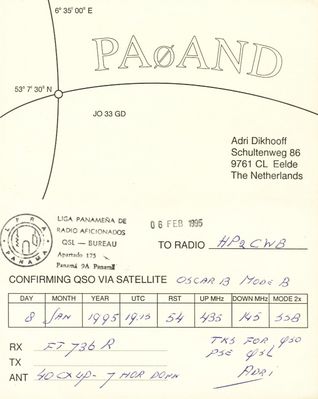 6° 35' 00" E
PAøAND
53° 7' 30" N
JO 33 GD
Adri Dikhooff
Schultenweg 86
9761 CL Eelde
The Netherlands
LPRA
PANAMA
LIGA PANAMEÑA DE
RADIO AFICIONADOS
QSL - BUREAU
Apartado 175
Panamá 9A Panamá
06 FEB 1995
TO RADIO HP2CWB
CONFIRMING QSO VIA SATELLITE OSCAR 13 MODE B
DAY MONTH YEAR UTC RST UP MHz DOWN MHz MODE 2x
8 JAN 1995 19.15 54 435 145 SSB
RX FT 736 R
TX
ANT 40 CX UP - 7 HOR DOWN
TKS FOR QSO
PSE QSL
ADRI